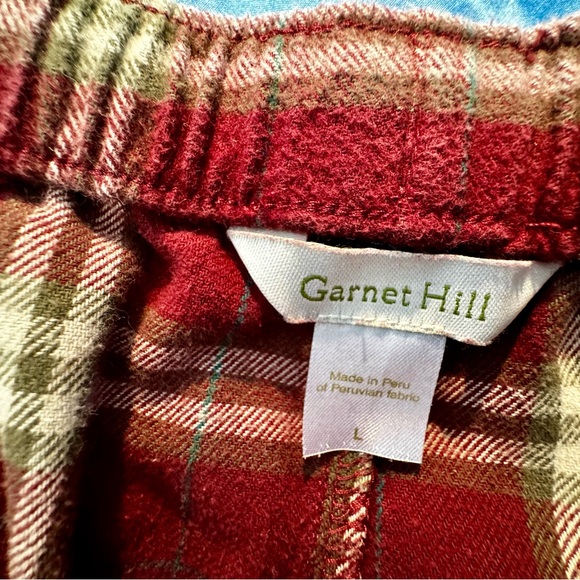 Garnet Hill
Made in Peru
of Peruvian fabric
L